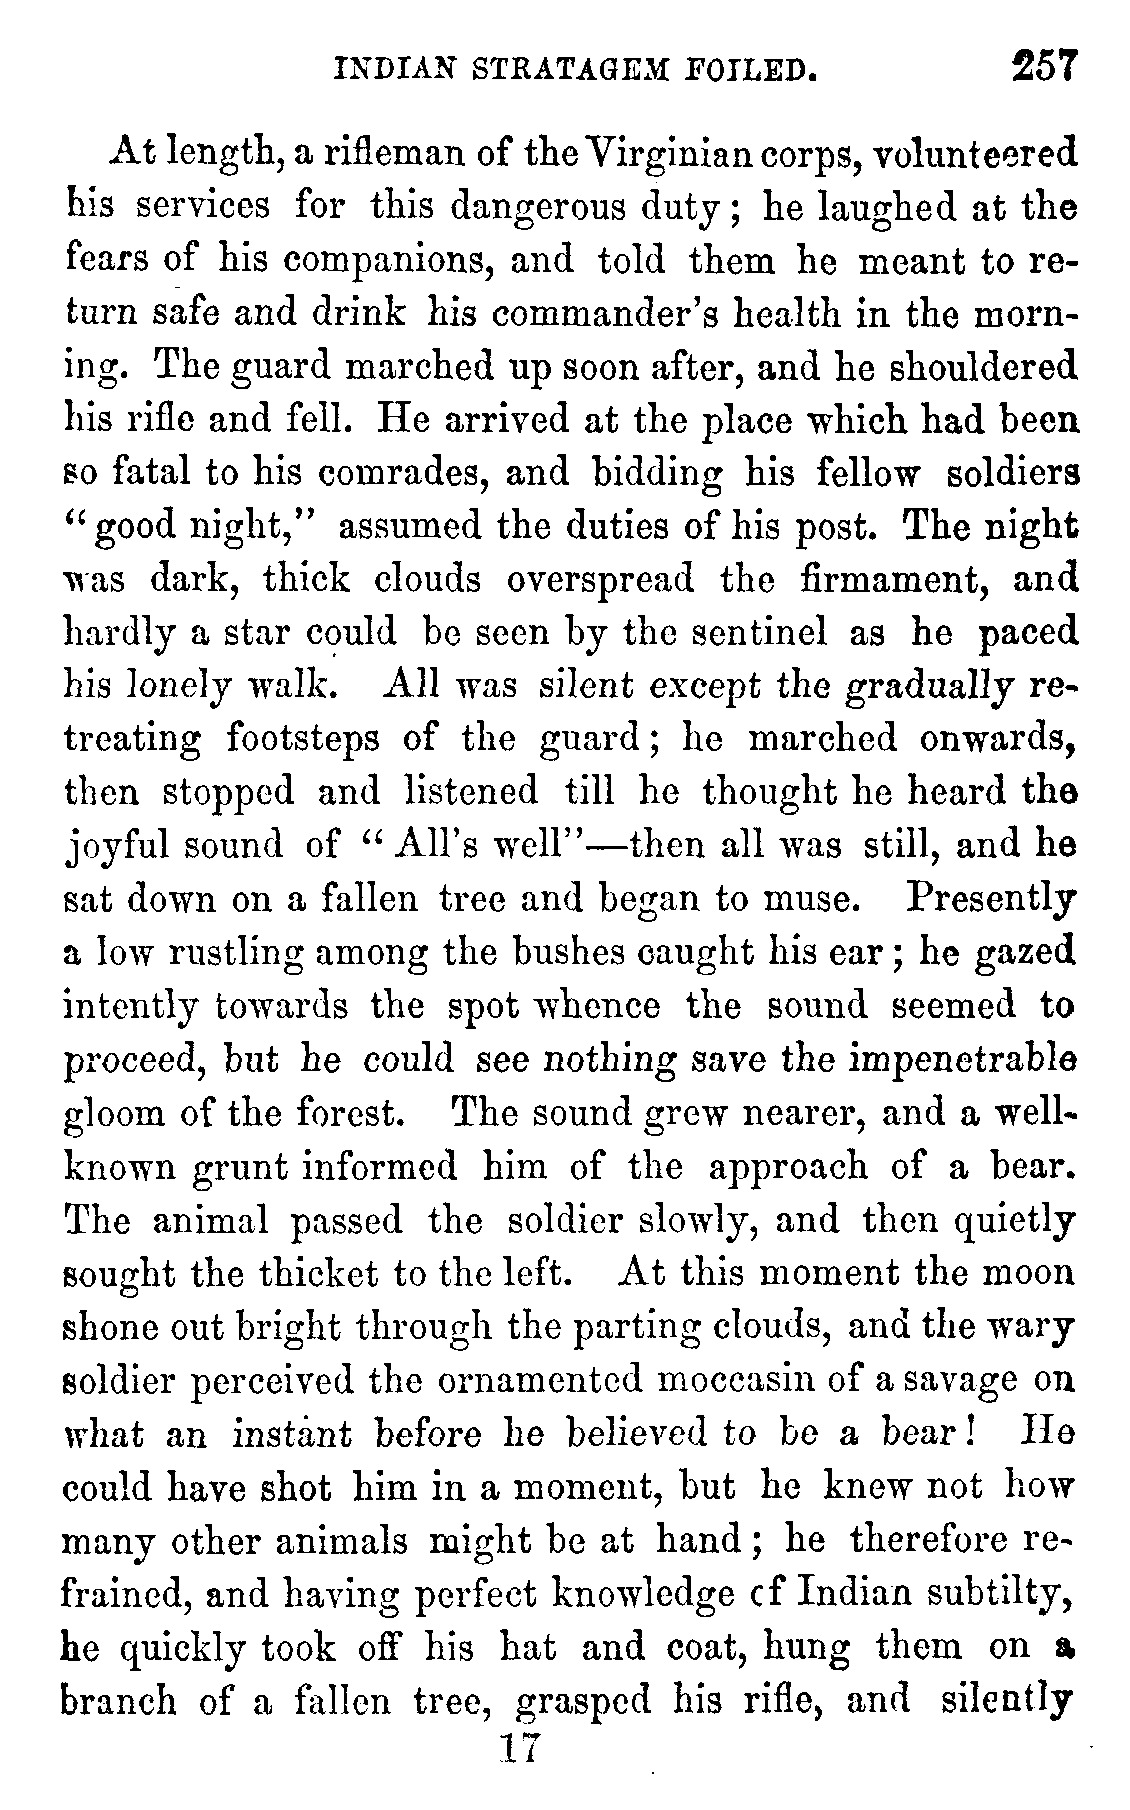 INDIAN STRATAGEM FOILED. 257
At length, a rifleman of the Virginian corps, volunteered
his services for this dangerous duty; he laughed at the
fears of his companions, and told them he meant to re-
turn safe and drink his commander's health in the morn-
ing. The guard marched up soon after, and he shouldered
his rifle and fell. He arrived at the place which had been
so fatal to his comrades, and bidding his fellow soldiers
"good night," assumed the duties of his post. The night
was dark, thick clouds overspread the firmament, and
hardly a star could be seen by the sentinel as he paced
his lonely walk. All was silent except the gradually re-
treating footsteps of the guard; he marched onwards,
then stopped and listened till he thought he heard the
joyful sound of "All's well"—then all was still, and he
sat down on a fallen tree and began to muse. Presently
a low rustling among the bushes caught his ear; he gazed
intently towards the spot whence the sound seemed to
proceed, but he could see nothing save the impenetrable
gloom of the forest. The sound grew nearer, and a well-
known grunt informed him of the approach of a bear.
The animal passed the soldier slowly, and then quietly
sought the thicket to the left. At this moment the moon
shone out bright through the parting clouds, and the wary
soldier perceived the ornamented moccasin of a savage on
what an instant before he believed to be a bear! He
could have shot him in a moment, but he knew not how
many other animals might be at hand; he therefore re-
frained, and having perfect knowledge of Indian subtilty,
he quickly took off his hat and coat, hung them on a
branch of a fallen tree, grasped his rifle, and silently
17